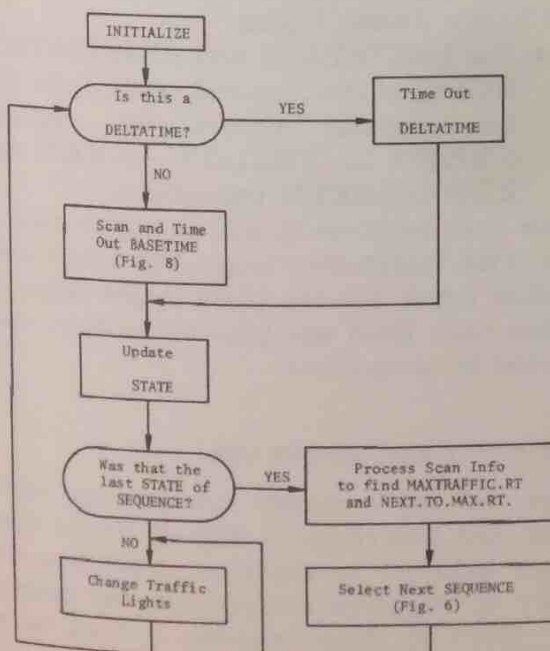 INITIALIZE
Is this a
DELTATIME?
YES
Time Out
DELTATIME
NO
Scan and Time
Out BASETIME
(Fig. 8)
Update
STATE
Was that the
last STATE of
SEQUENCE?
YES
Process Scan Info
to find MAXTRAFFIC.RT
and NEXT.TO.MAX.RT.
NO
Change Traffic
Lights
Select Next SEQUENCE
(Fig. 6)